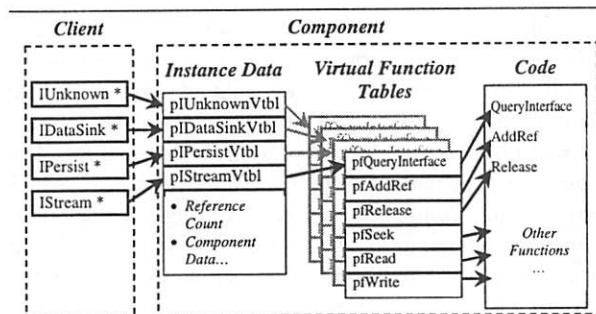 Client
Component
Instance Data
Virtual Function
Tables
Code
IUnknown *
IDataSink *
IPersist *
IStream *
pIUnknownVtbl
pIDataSinkVtbl
pIPersistVtbl
pIStreamVtbl
• Reference
Count
• Component
Data...
pfQueryInterface
pfAddRef
pfRelease
pfSeek
pfRead
pfWrite
QueryInterface
AddRef
Release
Other
Functions
...